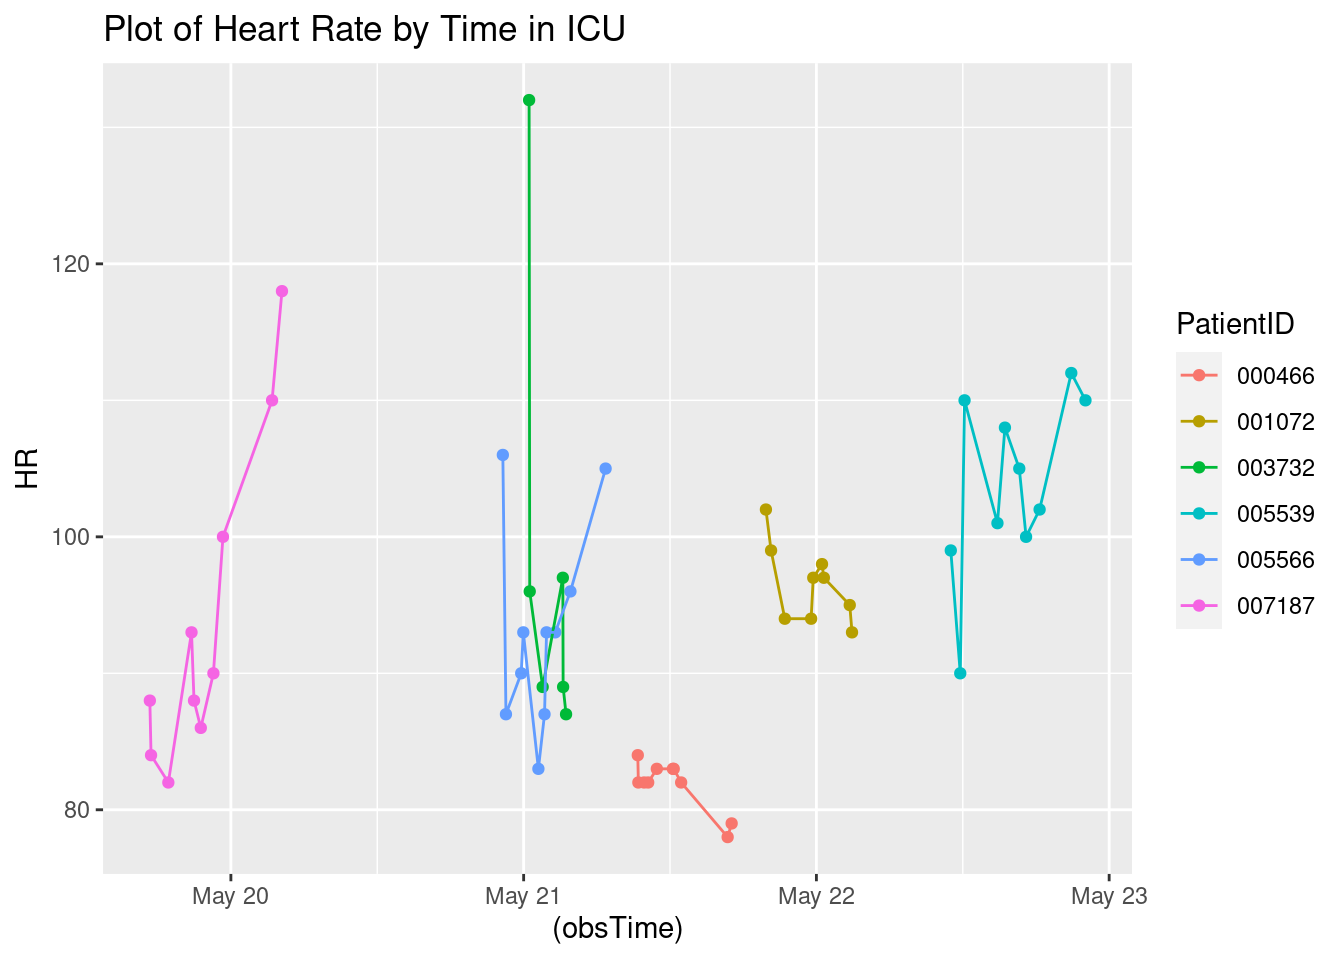 Plot of Heart Rate by Time in ICU
HR
120
100
80
May 20
May 21
May 22
May 23
(obsTime)
PatientID
000466
001072
003732
005539
005566
007187